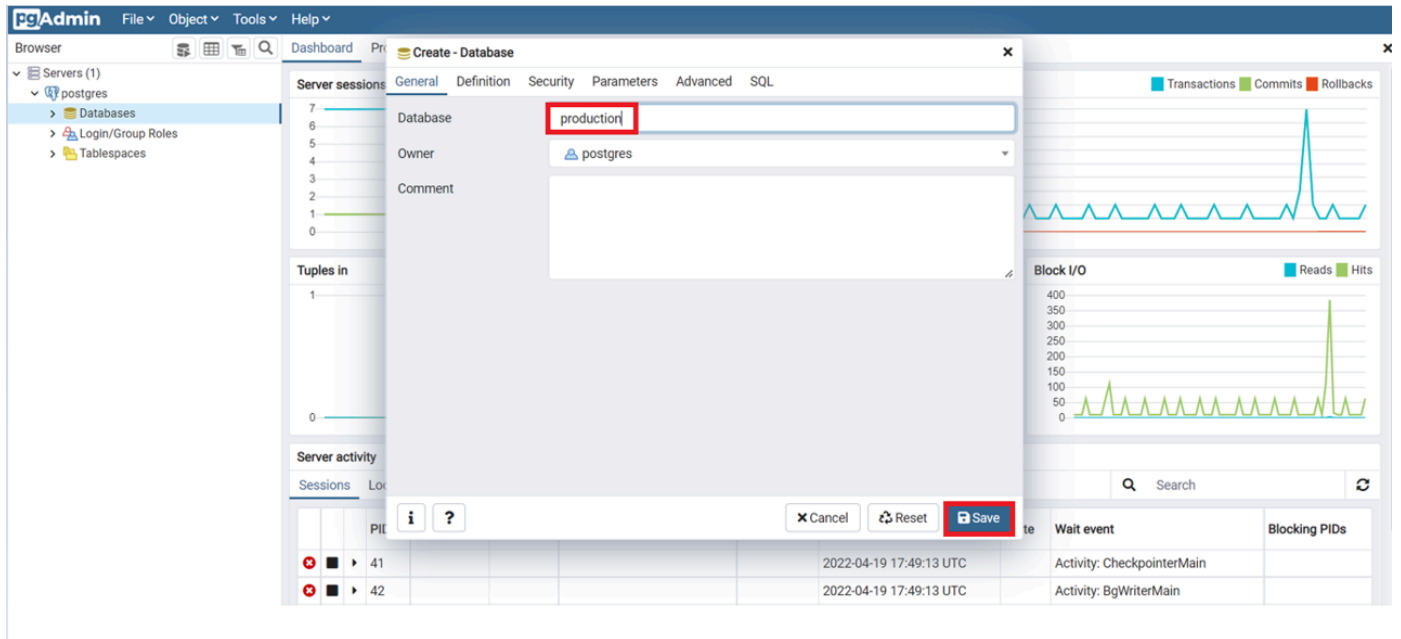 pgAdmin File Object Tools Help
Browser
Servers (1)
postgres
Databases
Login/Group Roles
Tablespaces
Dashboard Pr
Server sessions
7
6
5
4
3
2
1
0
Transactions Commits Rollbacks
Tuples in
1
0
Block I/O Reads Hits
400
350
300
250
200
150
100
50
0
Create - Database
General Definition Security Parameters Advanced SQL
Database production
Owner postgres
Comment
i ? Cancel Reset Save
Server activity
Sessions Loc Search
PID te Wait event Blocking PIDs
41 2022-04-19 17:49:13 UTC Activity: CheckpointerMain
42 2022-04-19 17:49:13 UTC Activity: BgWriterMain